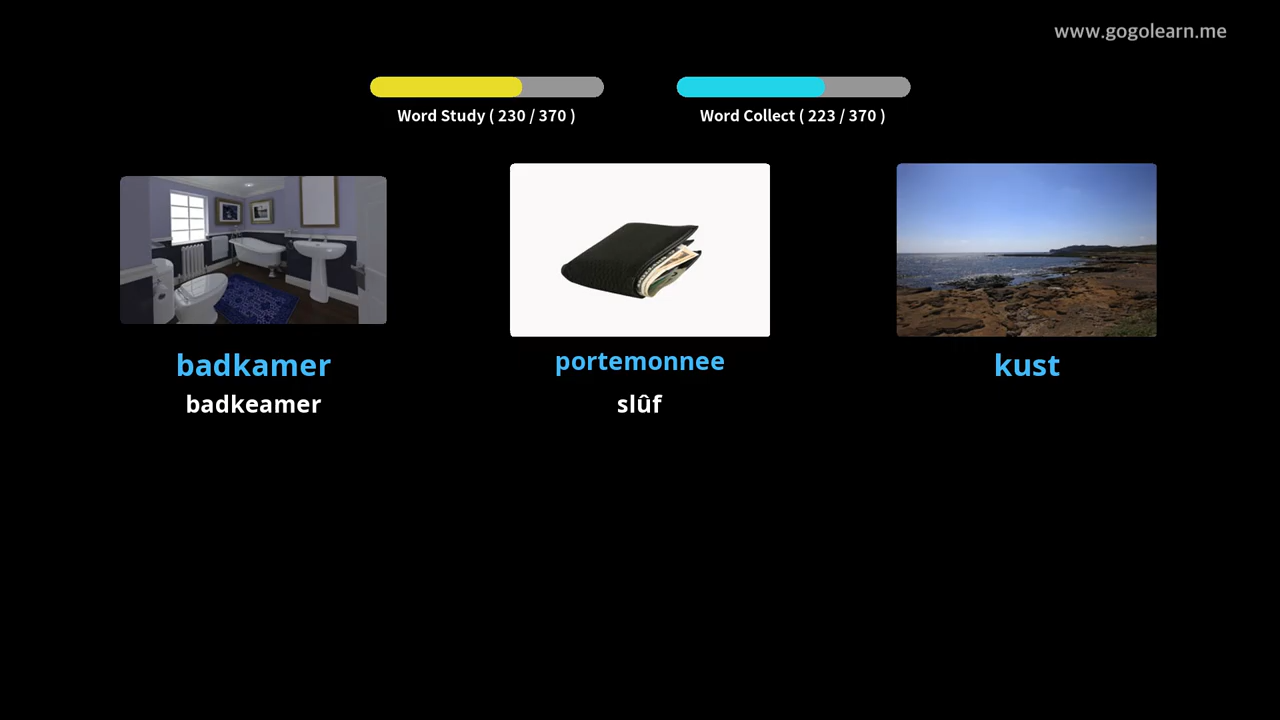 www.gogolearn.me
Word Study ( 230 / 370 )
Word Collect ( 223 / 370 )
badkamer
portemonnee
kust
badkeamer
slûf